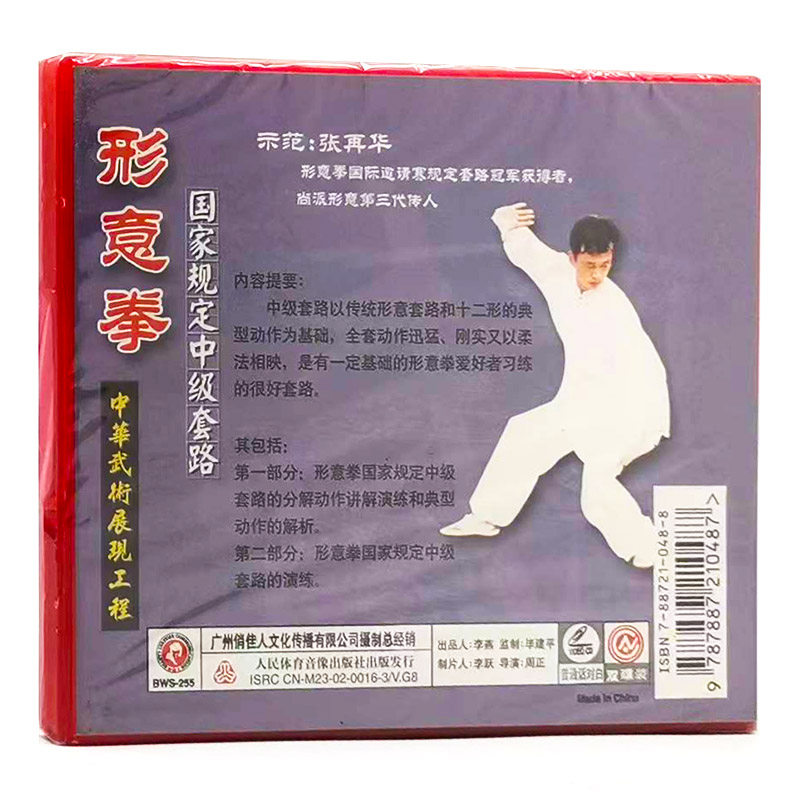 形意拳
国家规定中级套路
中華武術展現工程
示范:张再华
形意拳国际邀请赛规定套路冠军获得者,
尚派形意第三代传人
内容提要:
中级套路以传统形意套路和十二形的典
型动作为基础,全套动作迅猛、刚实又以柔
法相映,是有一定基础的形意拳爱好者习练
的很好套路。
其包括:
第一部分:形意拳国家规定中级
套路的分解动作讲解演练和典型
动作的解析。
第二部分:形意拳国家规定中级
套路的演练。
BWS-255
广州俏佳人文化传播有限公司摄制总经销
人民体育音像出版社出版发行
ISRC CN-M23-02-0016-3/V.G8
出品人:李燕 监制:毕建平
制片人:李跃 导演:周正
VIDEO CD
普通话对白
双碟装
Made In China
ISBN 7-88721-048-8
9 787887 210487 >